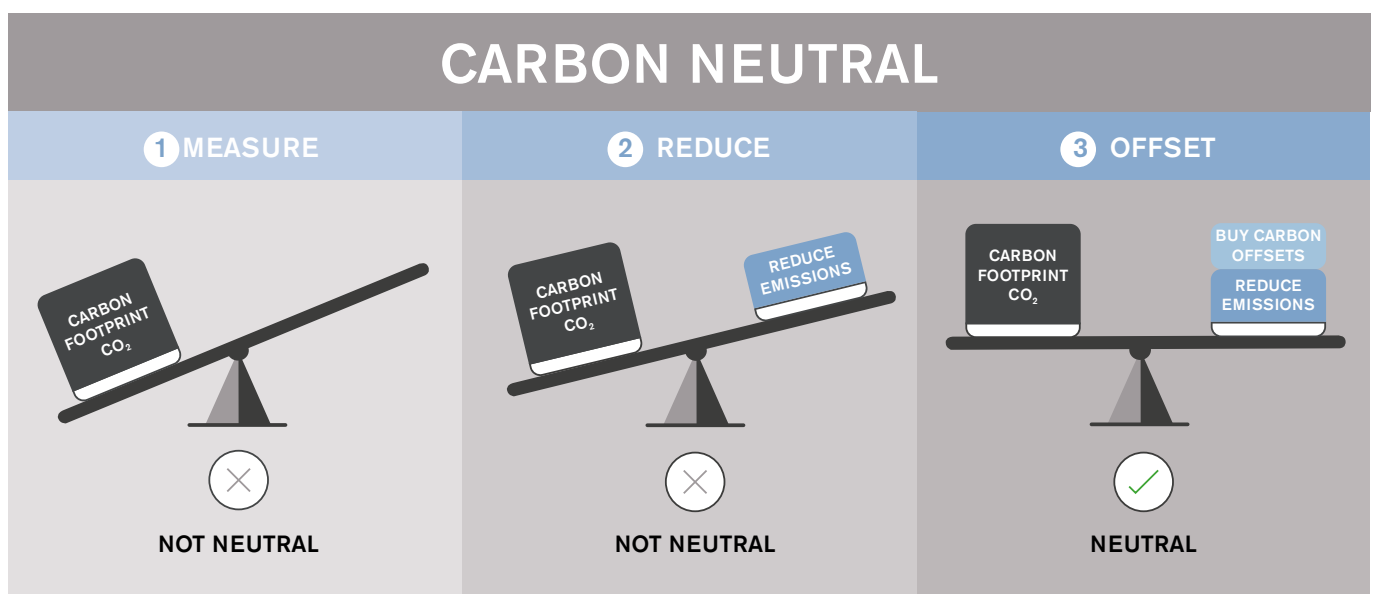 CARBON NEUTRAL
1 MEASURE
2 REDUCE
3 OFFSET
CARBON
FOOTPRINT
CO₂
CARBON
FOOTPRINT
CO₂
REDUCE
EMISSIONS
CARBON
FOOTPRINT
CO₂
BUY CARBON
OFFSETS
REDUCE
EMISSIONS
NOT NEUTRAL
NOT NEUTRAL
NEUTRAL